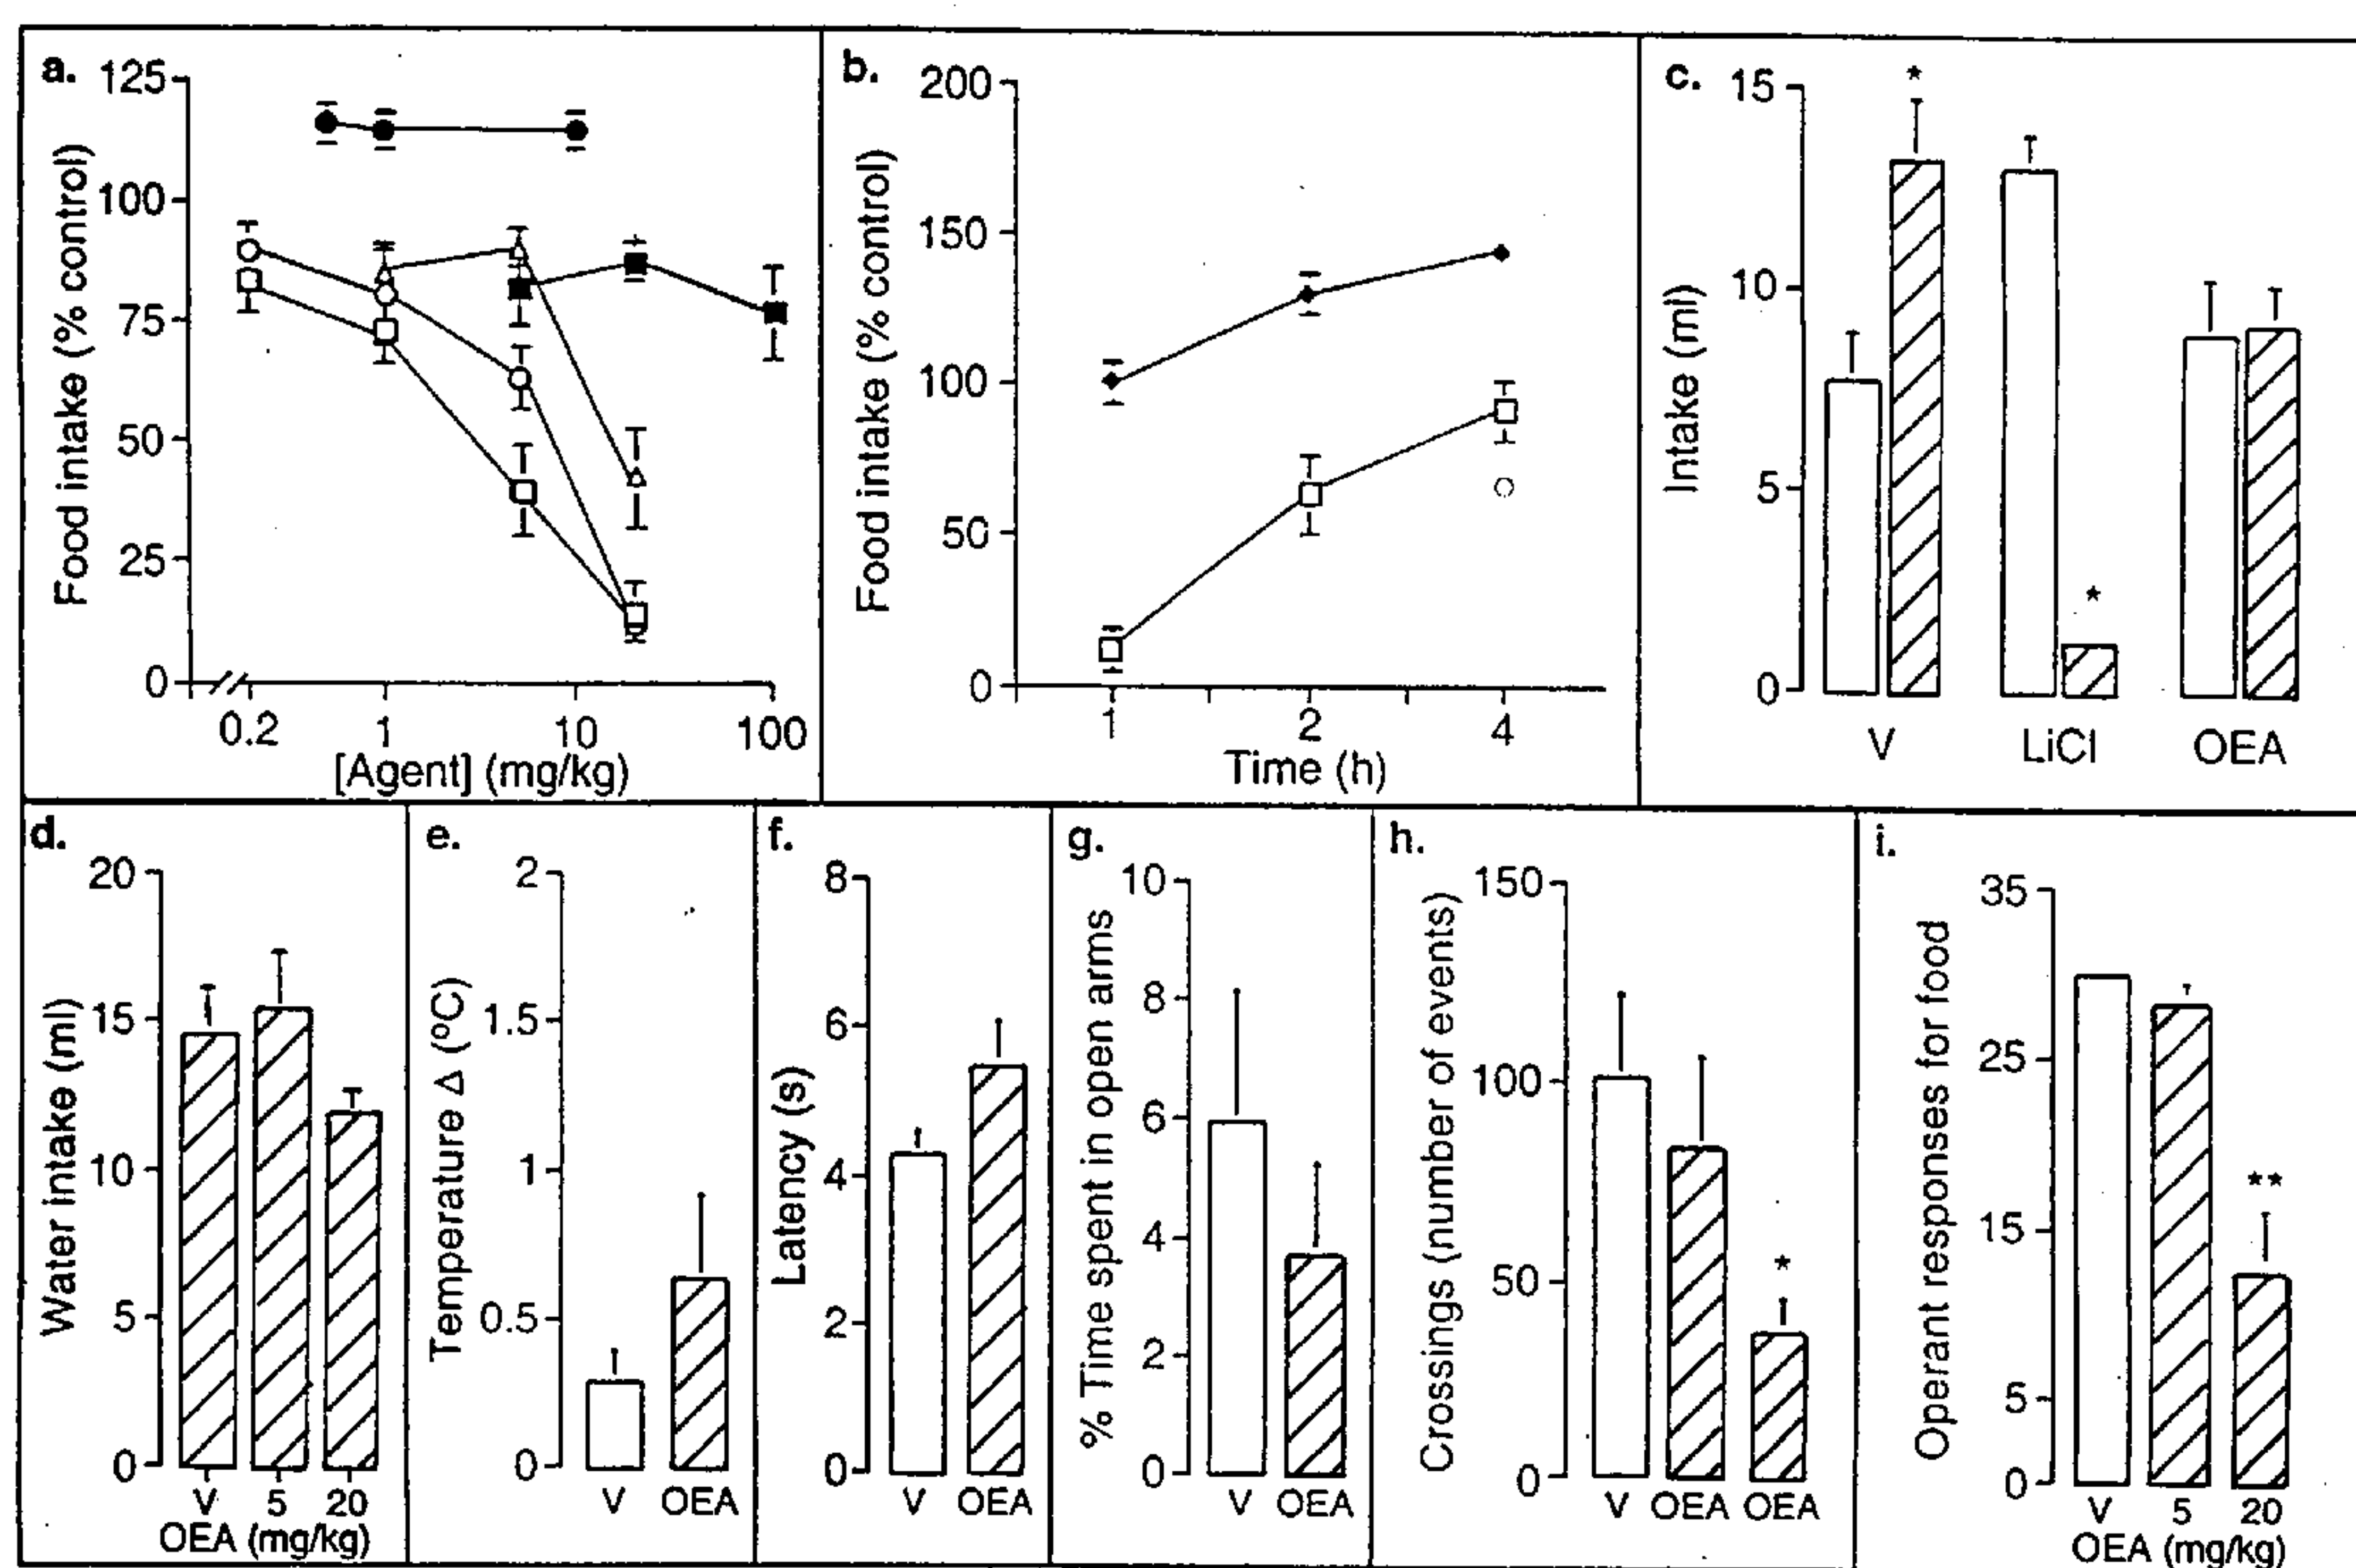 a.
Food intake (% control)
125
100
75
50
25
0
0.2 1 10 100
[Agent] (mg/kg)
b.
Food intake (% control)
200
150
100
50
0
1 2 4
Time (h)
c.
Intake (ml)
15
10
5
0
*
*
V LiCl OEA
d.
Water intake (ml)
20
15
10
5
0
V 5 20
OEA (mg/kg)
e.
Temperature Δ (ºC)
2
1.5
1
0.5
0
V OEA
f.
Latency (s)
8
6
4
2
0
V OEA
g.
% Time spent in open arms
10
8
6
4
2
0
V OEA
h.
Crossings (number of events)
150
100
50
0
*
V OEA OEA
i.
Operant responses for food
35
25
15
5
0
**
V 5 20
OEA (mg/kg)